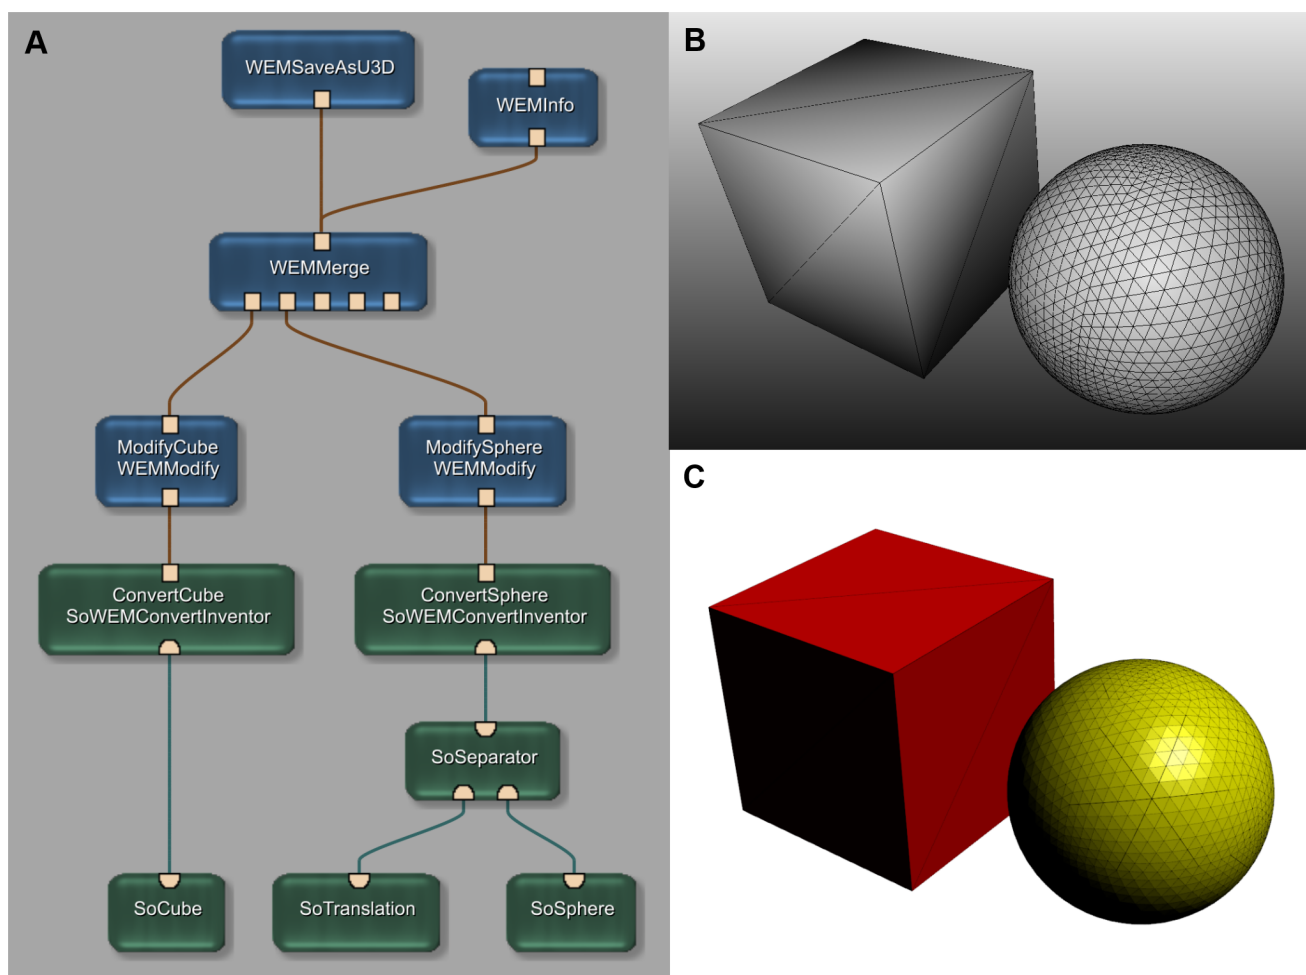 A
WEMSaveAsU3D
WEMInfo
WEMMerge
ModifyCube
WEMModify
ModifySphere
WEMModify
ConvertCube
SoWEMConvertInventor
ConvertSphere
SoWEMConvertInventor
SoSeparator
SoCube
SoTranslation
SoSphere
B
C